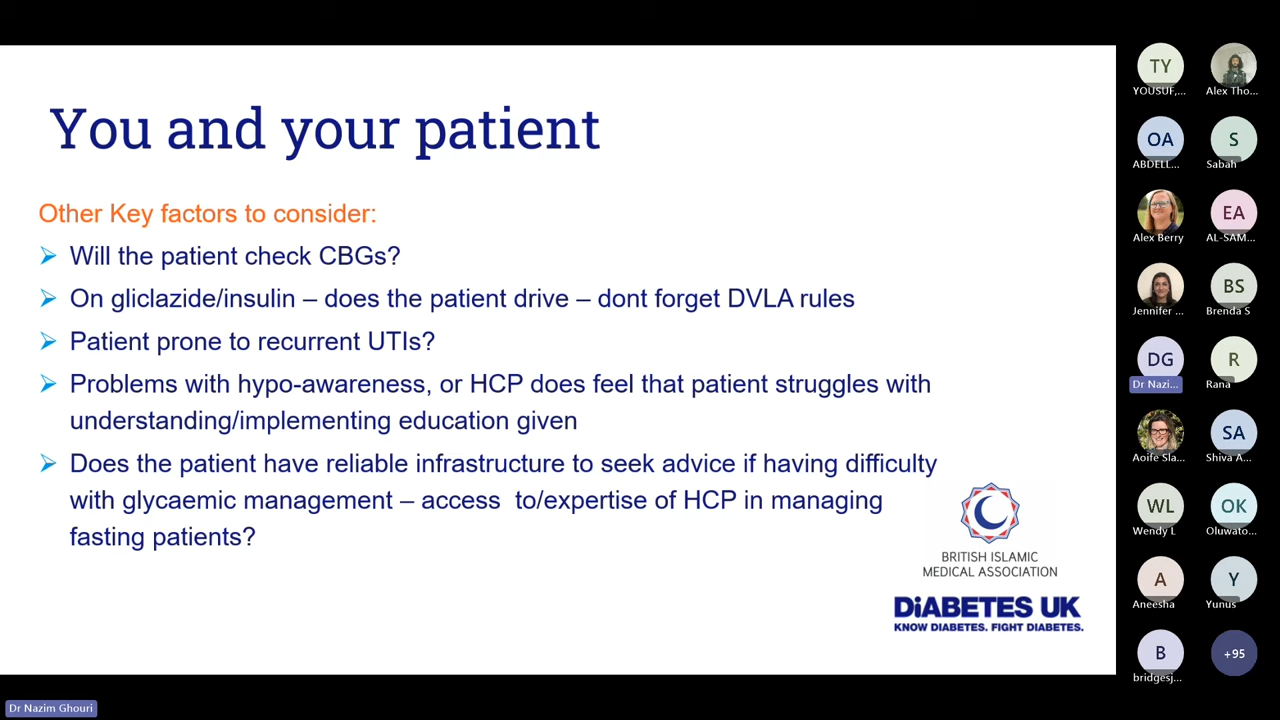 You and your patient
Other Key factors to consider:
Will the patient check CBGs?
On gliclazide/insulin – does the patient drive – dont forget DVLA rules
Patient prone to recurrent UTIs?
Problems with hypo-awareness, or HCP does feel that patient struggles with
understanding/implementing education given
Does the patient have reliable infrastructure to seek advice if having difficulty
with glycaemic management – access  to/expertise of HCP in managing
fasting patients?
BRITISH ISLAMIC
MEDICAL ASSOCIATION
DiABETES UK
KNOW DIABETES. FIGHT DIABETES.
TY
YOUSUF,...
Alex Tho...
OA
ABDELL...
S
Sabah
Alex Berry
EA
AL-SAM...
Jennifer ...
BS
Brenda S
DG
Dr Nazi...
R
Rana
Aoife Sla...
SA
Shiva A...
WL
Wendy L
OK
Oluwato...
A
Aneesha
Y
Yunus
B
bridgesj...
+95
Dr Nazim Ghouri